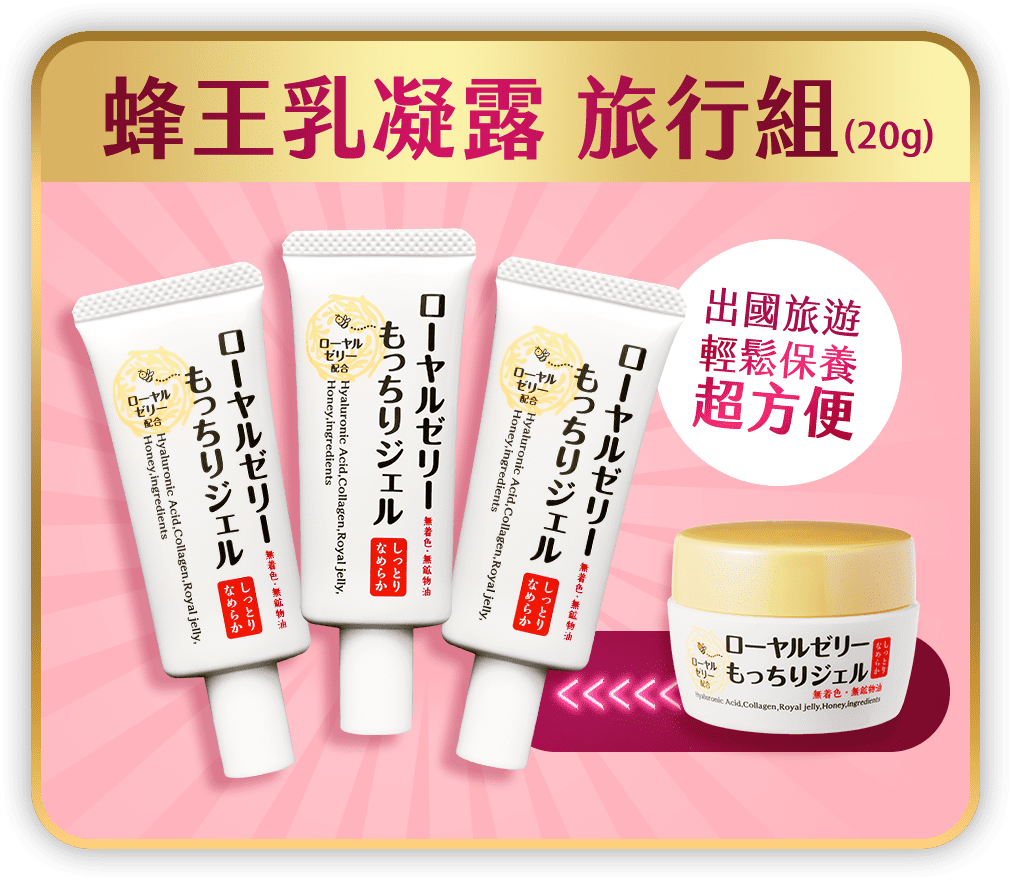 蜂王乳凝露 旅行組(20g)
出國旅遊
輕鬆保養
超方便
ローヤルゼリー
もっちりジェル
ローヤル
ゼリー
配合
Hyaluronic Acid,Collagen,Royal jelly,
Honey,ingredients
無着色・無鉱物油
しっとり
なめらか
ローヤルゼリー
もっちりジェル
ローヤル
ゼリー
配合
Hyaluronic Acid,Collagen,Royal jelly,
Honey,ingredients
無着色・無鉱物油
しっとり
なめらか
ローヤルゼリー
もっちりジェル
ローヤル
ゼリー
配合
Hyaluronic Acid,Collagen,Royal jelly,
Honey,ingredients
無着色・無鉱物油
しっとり
なめらか
ローヤル
ゼリー
配合
ローヤルゼリー
もっちりジェル
しっとり
なめらか
無着色・無鉱物油
Hyaluronic Acid,Collagen,Royal jelly,Honey,ingredients